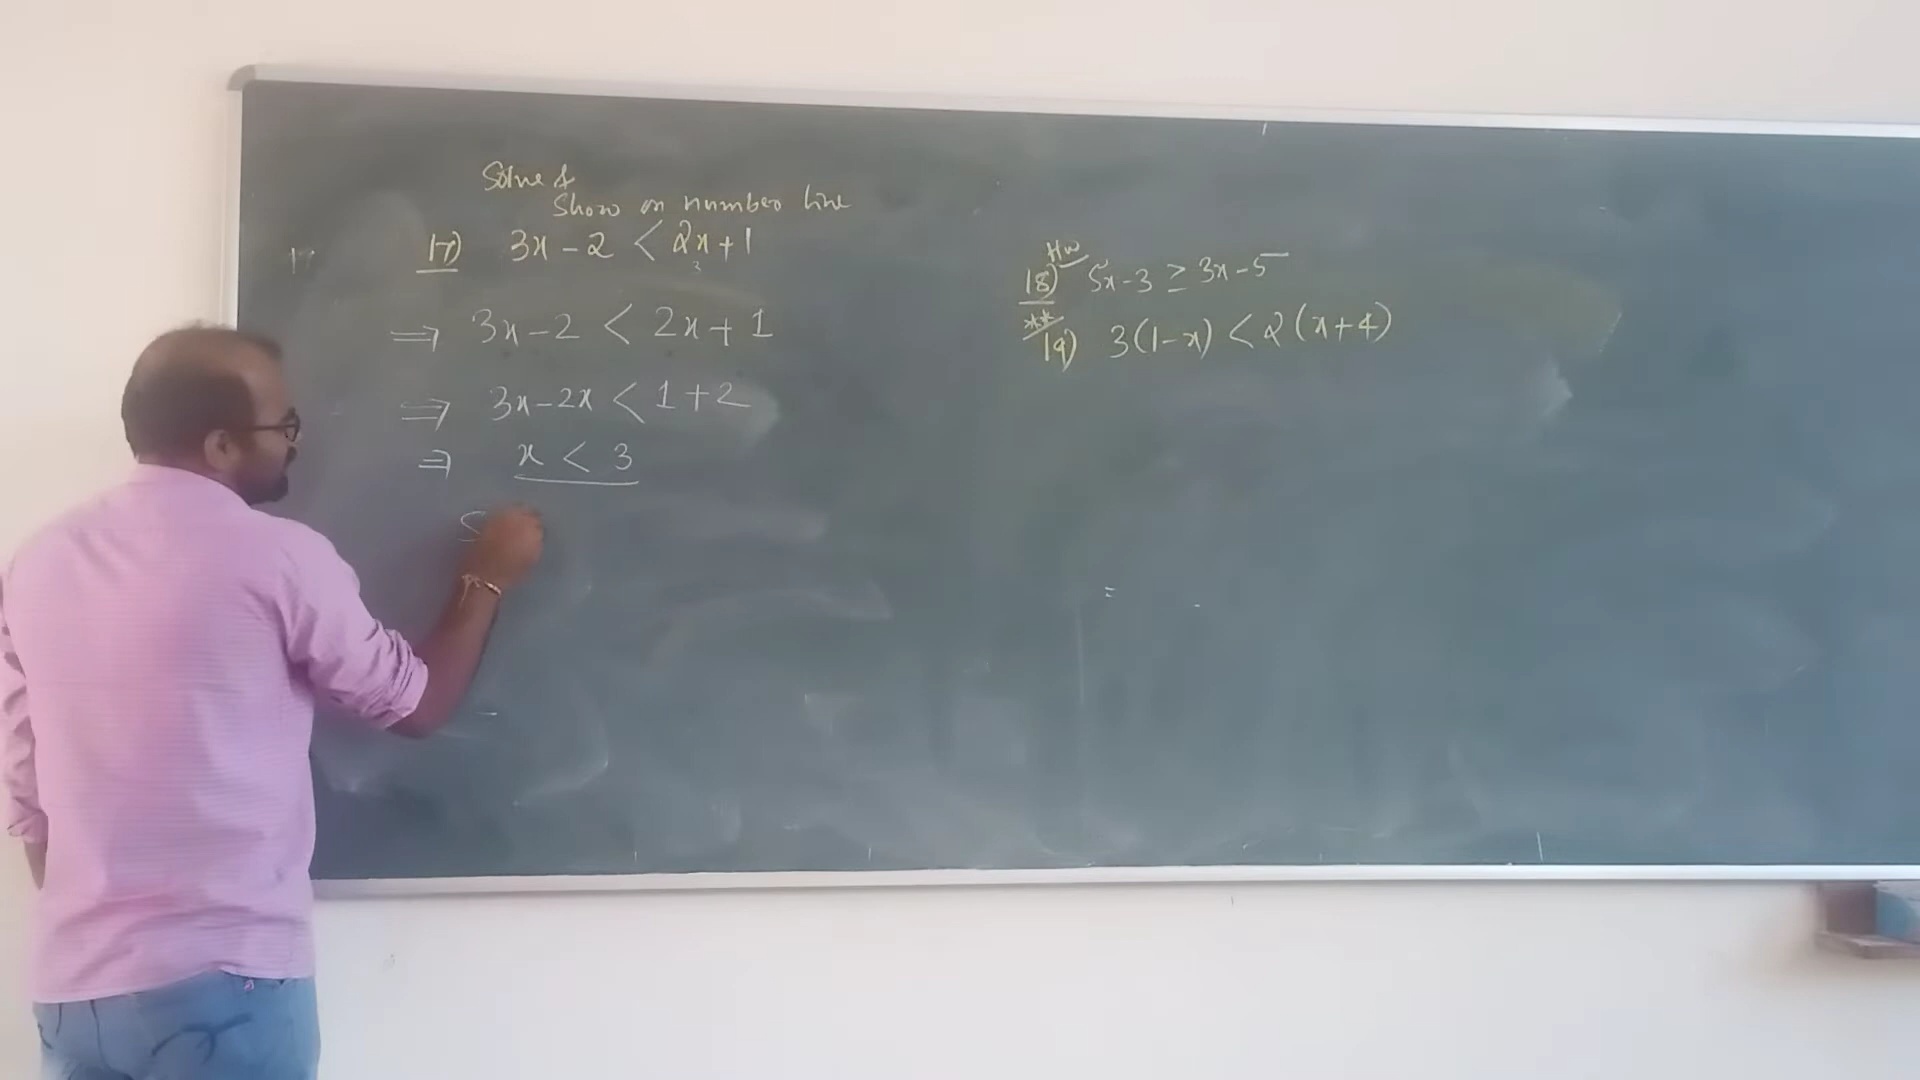 Solve &
Show on number line
17) 3x - 2 < 2x + 1
⇒ 3x - 2 < 2x + 1
⇒ 3x - 2x < 1 + 2
⇒ x < 3
S
HW
18) 5x - 3 ≥ 3x - 5
**
19) 3(1 - x) < 2(x + 4)